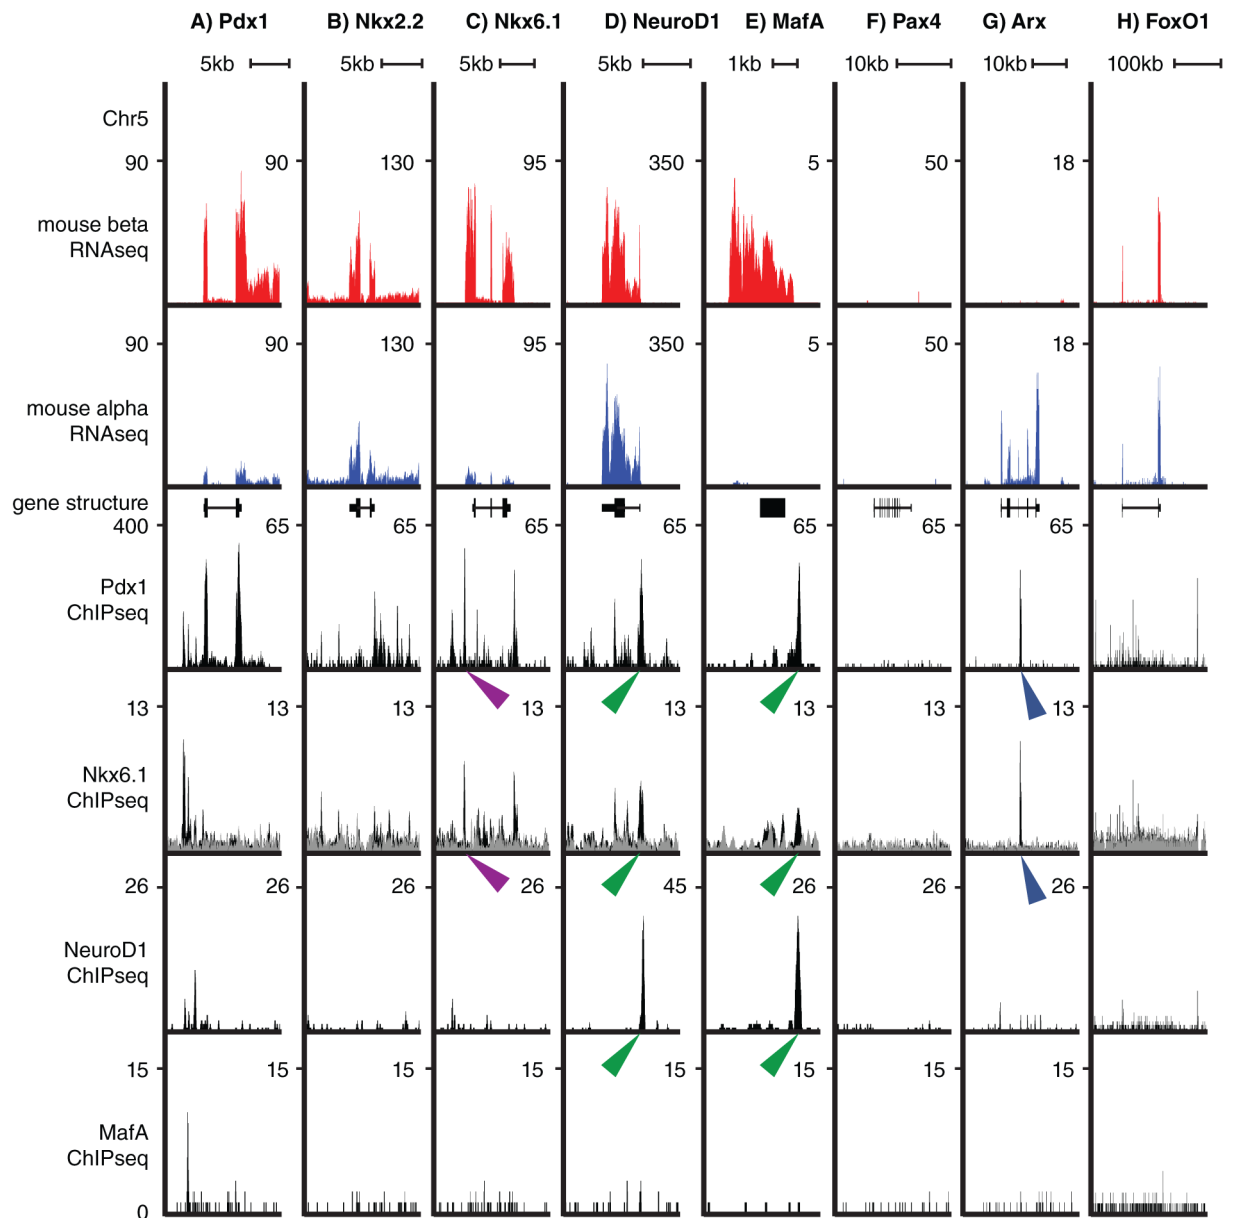 A) Pdx1 B) Nkx2.2 C) Nkx6.1 D) NeuroD1 E) MafA F) Pax4 G) Arx H) FoxO1
5kb 5kb 5kb 5kb 1kb 10kb 10kb 100kb
Chr5
90 90 130 95 350 5 50 18
mouse beta
RNAseq
90 90 130 95 350 5 50 18
mouse alpha
RNAseq
gene structure
400 65 65 65 65 65 65 65
Pdx1
ChIPseq
13 13 13 13 13 13 13 13
Nkx6.1
ChIPseq
26 26 26 26 45 26 26 26
NeuroD1
ChIPseq
15 15 15 15 15 15 15 15
MafA
ChIPseq
0